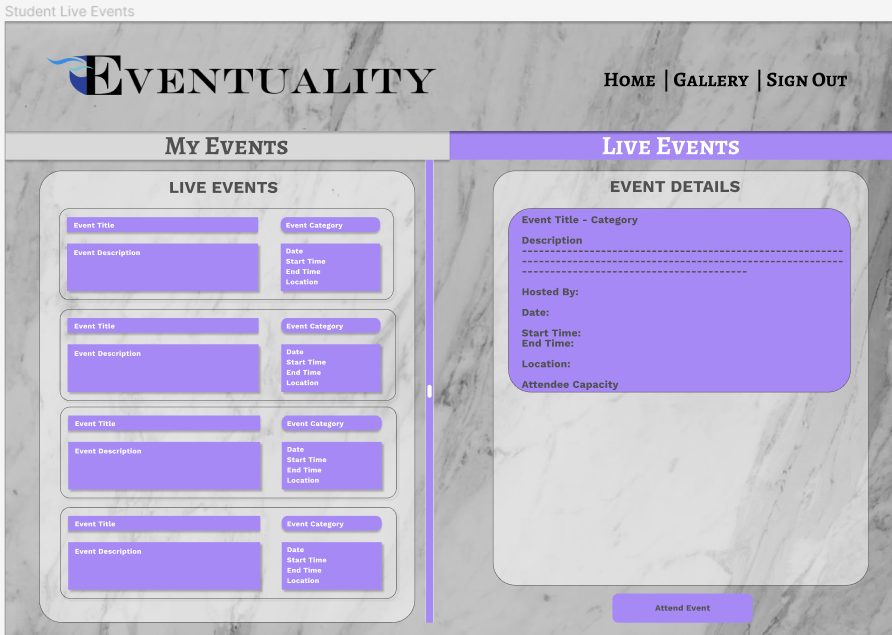 Student Live Events
EVENTUALITY
HOME | GALLERY | SIGN OUT
MY EVENTS
LIVE EVENTS
LIVE EVENTS
Event Title
Event Category
Event Description
Date
Start Time
End Time
Location
Event Title
Event Category
Event Description
Date
Start Time
End Time
Location
Event Title
Event Category
Event Description
Date
Start Time
End Time
Location
Event Title
Event Category
Event Description
Date
Start Time
End Time
Location
EVENT DETAILS
Event Title - Category
Description
Hosted By:
Date:
Start Time:
End Time:
Location:
Attendee Capacity
Attend Event